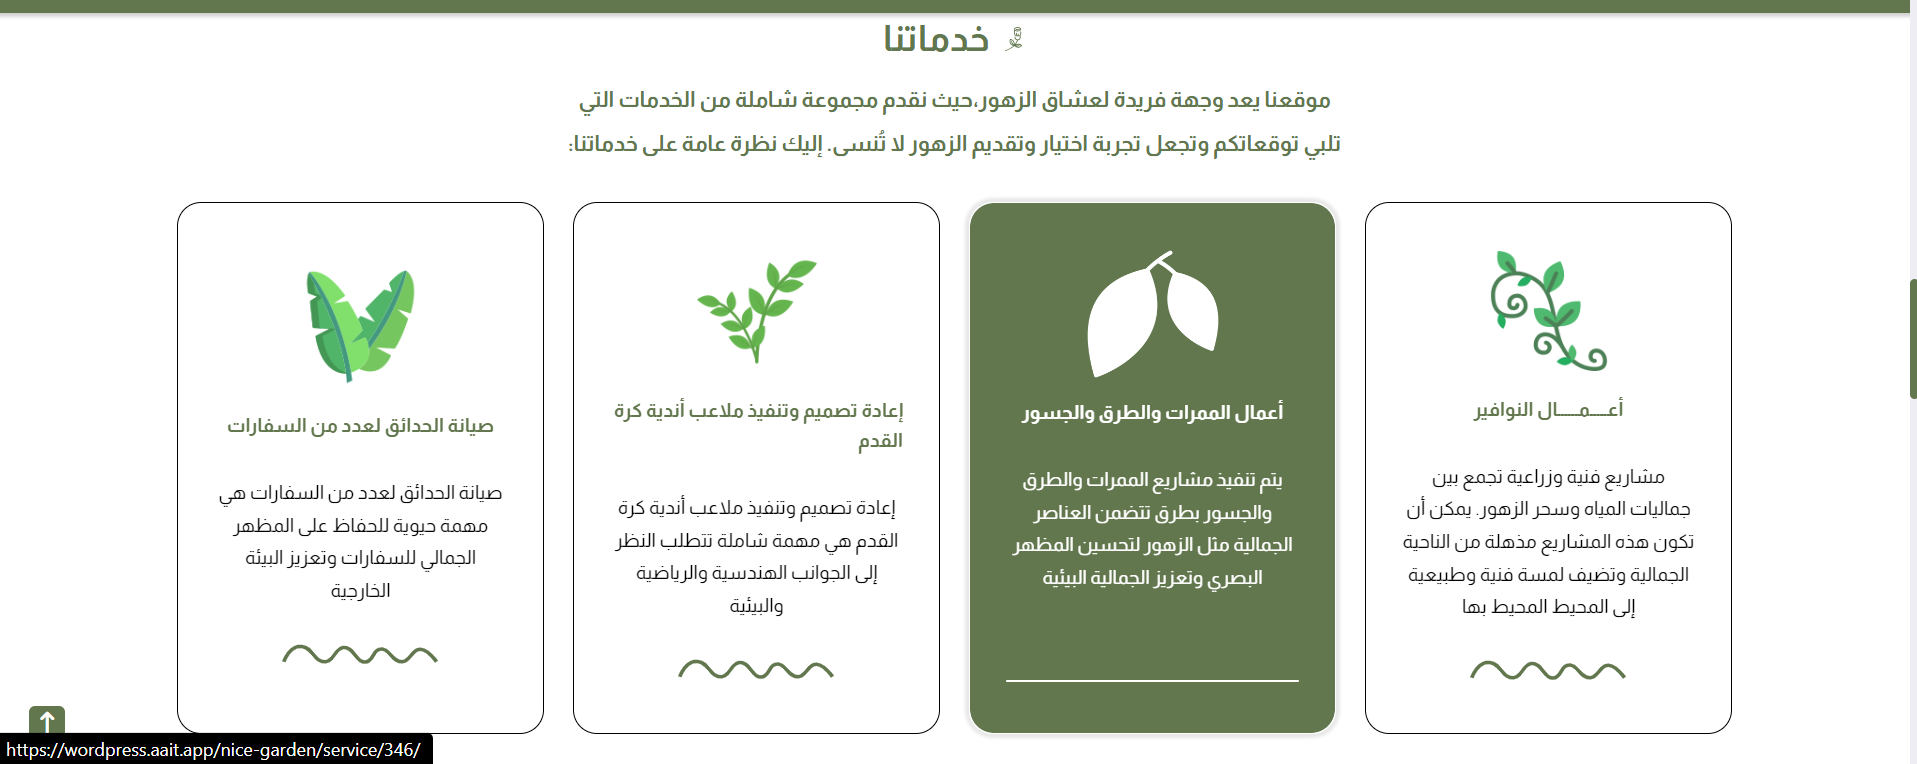 خدماتنا
موقعنا يعد وجهة فريدة لعشاق الزهور،حيث نقدم مجموعة شاملة من الخدمات التي
تلبي توقعاتكم وتجعل تجربة اختيار وتقديم الزهور لا تُنسى. إليك نظرة عامة على خدماتنا:
أعـــمـــــال النوافير
مشاريع فنية وزراعية تجمع بين
جماليات المياه وسحر الزهور. يمكن أن
تكون هذه المشاريع مذهلة من الناحية
الجمالية وتضيف لمسة فنية وطبيعية
إلى المحيط المحيط بها
أعمال الممرات والطرق والجسور
يتم تنفيذ مشاريع الممرات والطرق
والجسور بطرق تتضمن العناصر
الجمالية مثل الزهور لتحسين المظهر
البصري وتعزيز الجمالية البيئية
إعادة تصميم وتنفيذ ملاعب أندية كرة
القدم
إعادة تصميم وتنفيذ ملاعب أندية كرة
القدم هي مهمة شاملة تتطلب النظر
إلى الجوانب الهندسية والرياضية
والبيئية
صيانة الحدائق لعدد من السفارات
صيانة الحدائق لعدد من السفارات هي
مهمة حيوية للحفاظ على المظهر
الجمالي للسفارات وتعزيز البيئة
الخارجية
https://wordpress.aait.app/nice-garden/service/346/